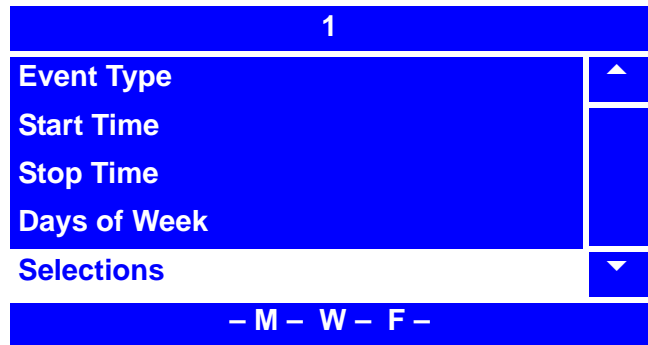 1
Event Type
Start Time
Stop Time
Days of Week
Selections
– M – W – F –